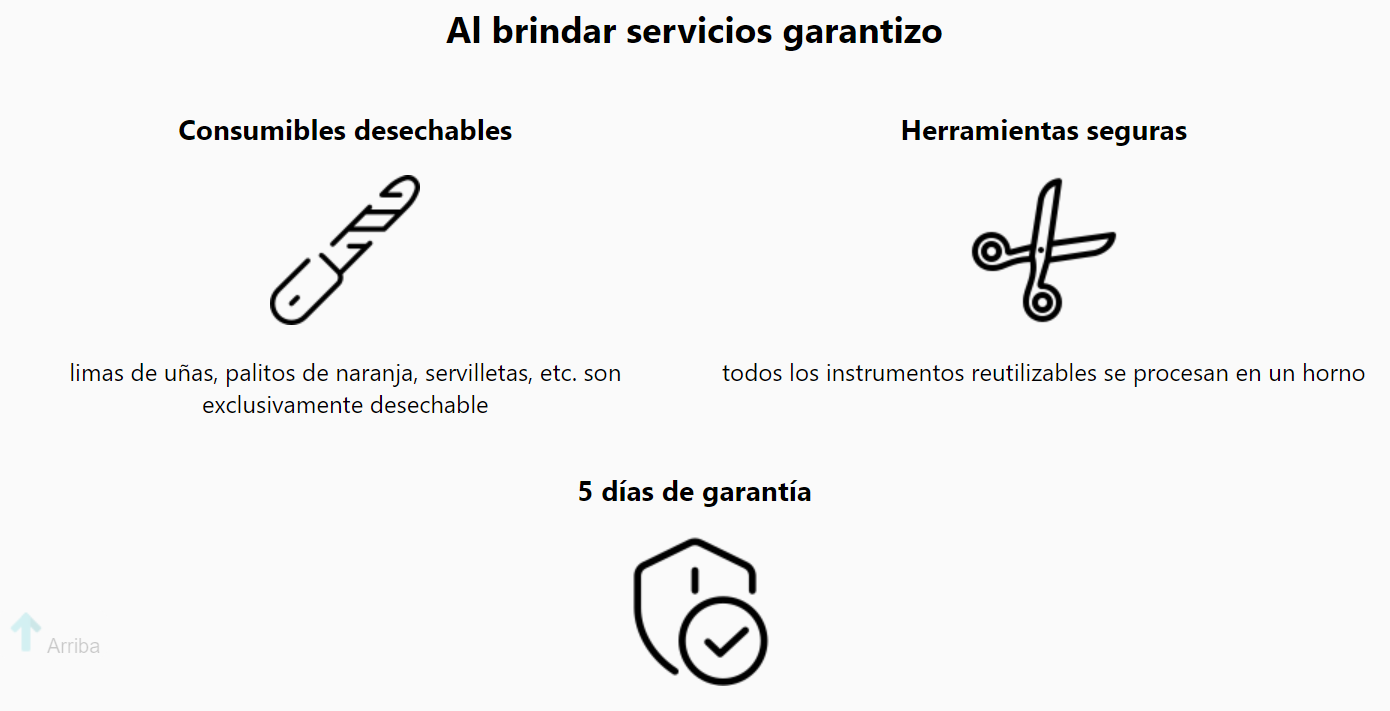 Al brindar servicios garantizo
Consumibles desechables
Herramientas seguras
limas de uñas, palitos de naranja, servilletas, etc. son
exclusivamente desechable
todos los instrumentos reutilizables se procesan en un horno
5 días de garantía
Arriba